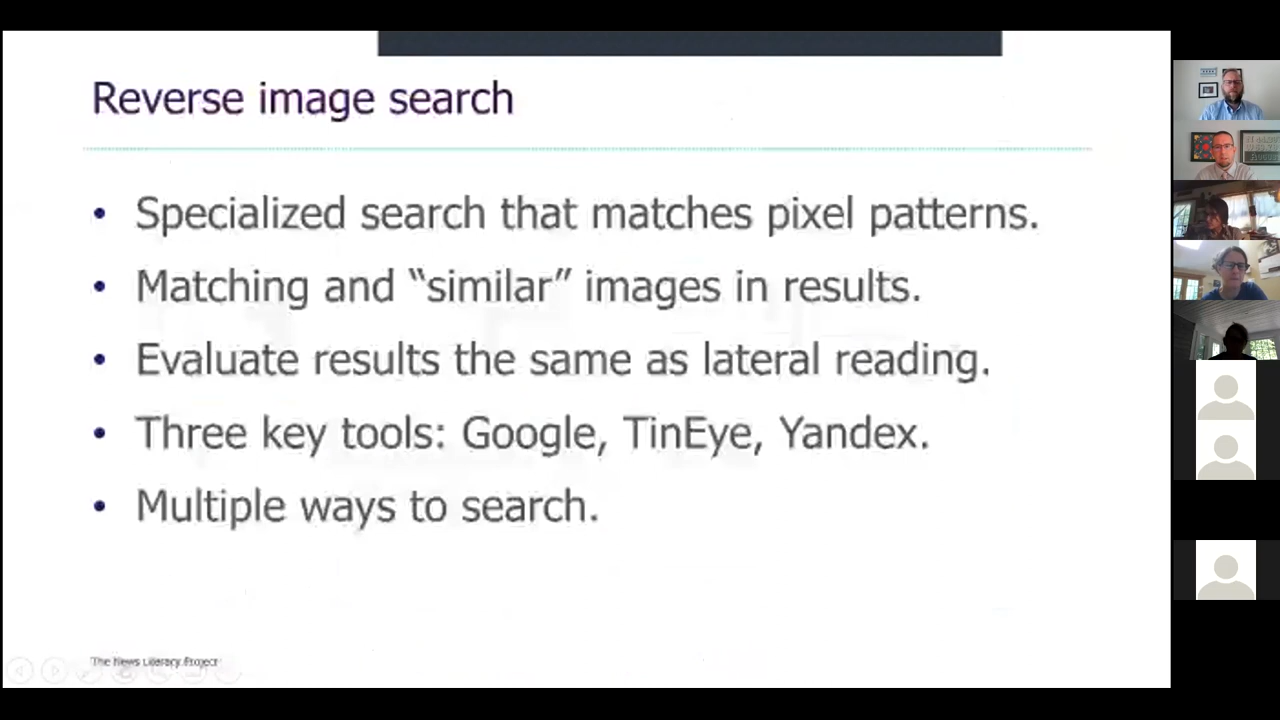 Reverse image search
• Specialized search that matches pixel patterns.
• Matching and “similar” images in results.
• Evaluate results the same as lateral reading.
• Three key tools: Google, TinEye, Yandex.
• Multiple ways to search.
The News Literacy Project